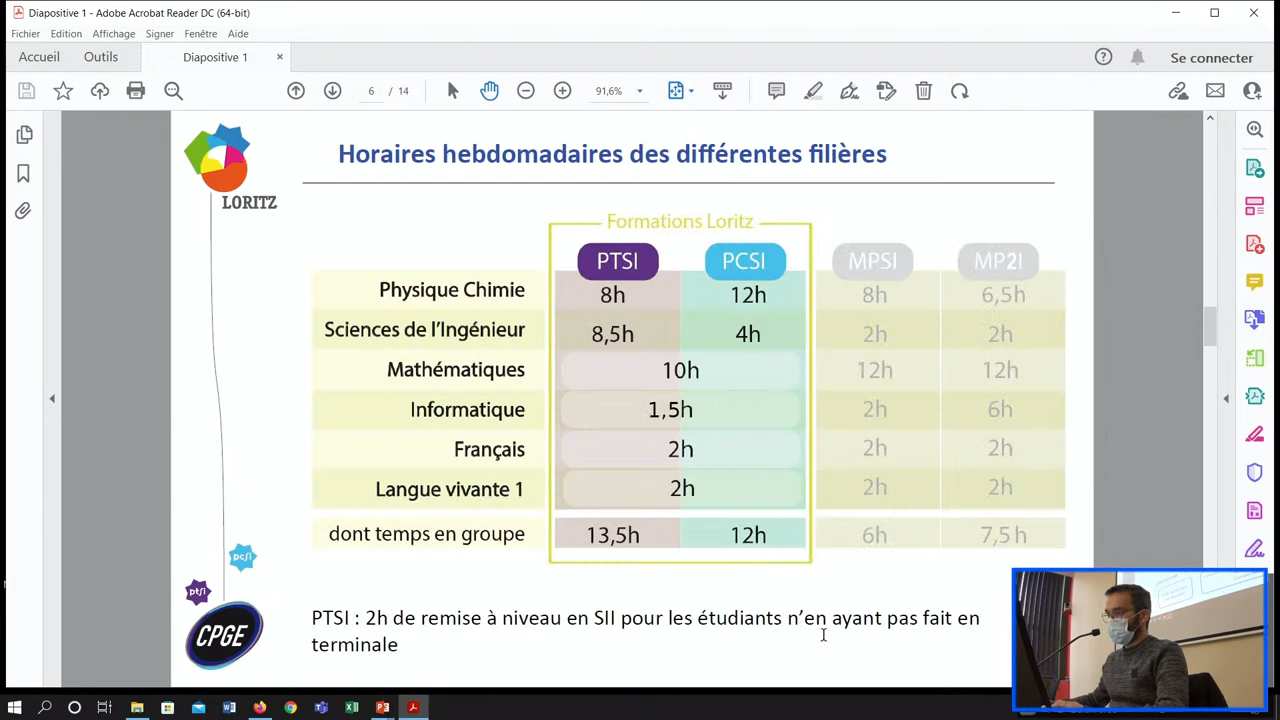 Diapositive 1 - Adobe Acrobat Reader DC (64-bit)
Fichier Edition Affichage Signer Fenêtre Aide
Accueil Outils Diapositive 1 Se connecter
6 / 14 91,6%
Horaires hebdomadaires des différentes filières
LORITZ
Formations Loritz
PTSI PCSI MPSI MP2I
Physique Chimie 8h 12h 8h 6,5h
Sciences de l'Ingénieur 8,5h 4h 2h 2h
Mathématiques 10h 12h 12h
Informatique 1,5h 2h 6h
Français 2h 2h 2h
Langue vivante 1 2h 2h 2h
dont temps en groupe 13,5h 12h 6h 7,5 h
pcsi
ptsi
CPGE
PTSI : 2h de remise à niveau en SII pour les étudiants n'en ayant pas fait en
terminale